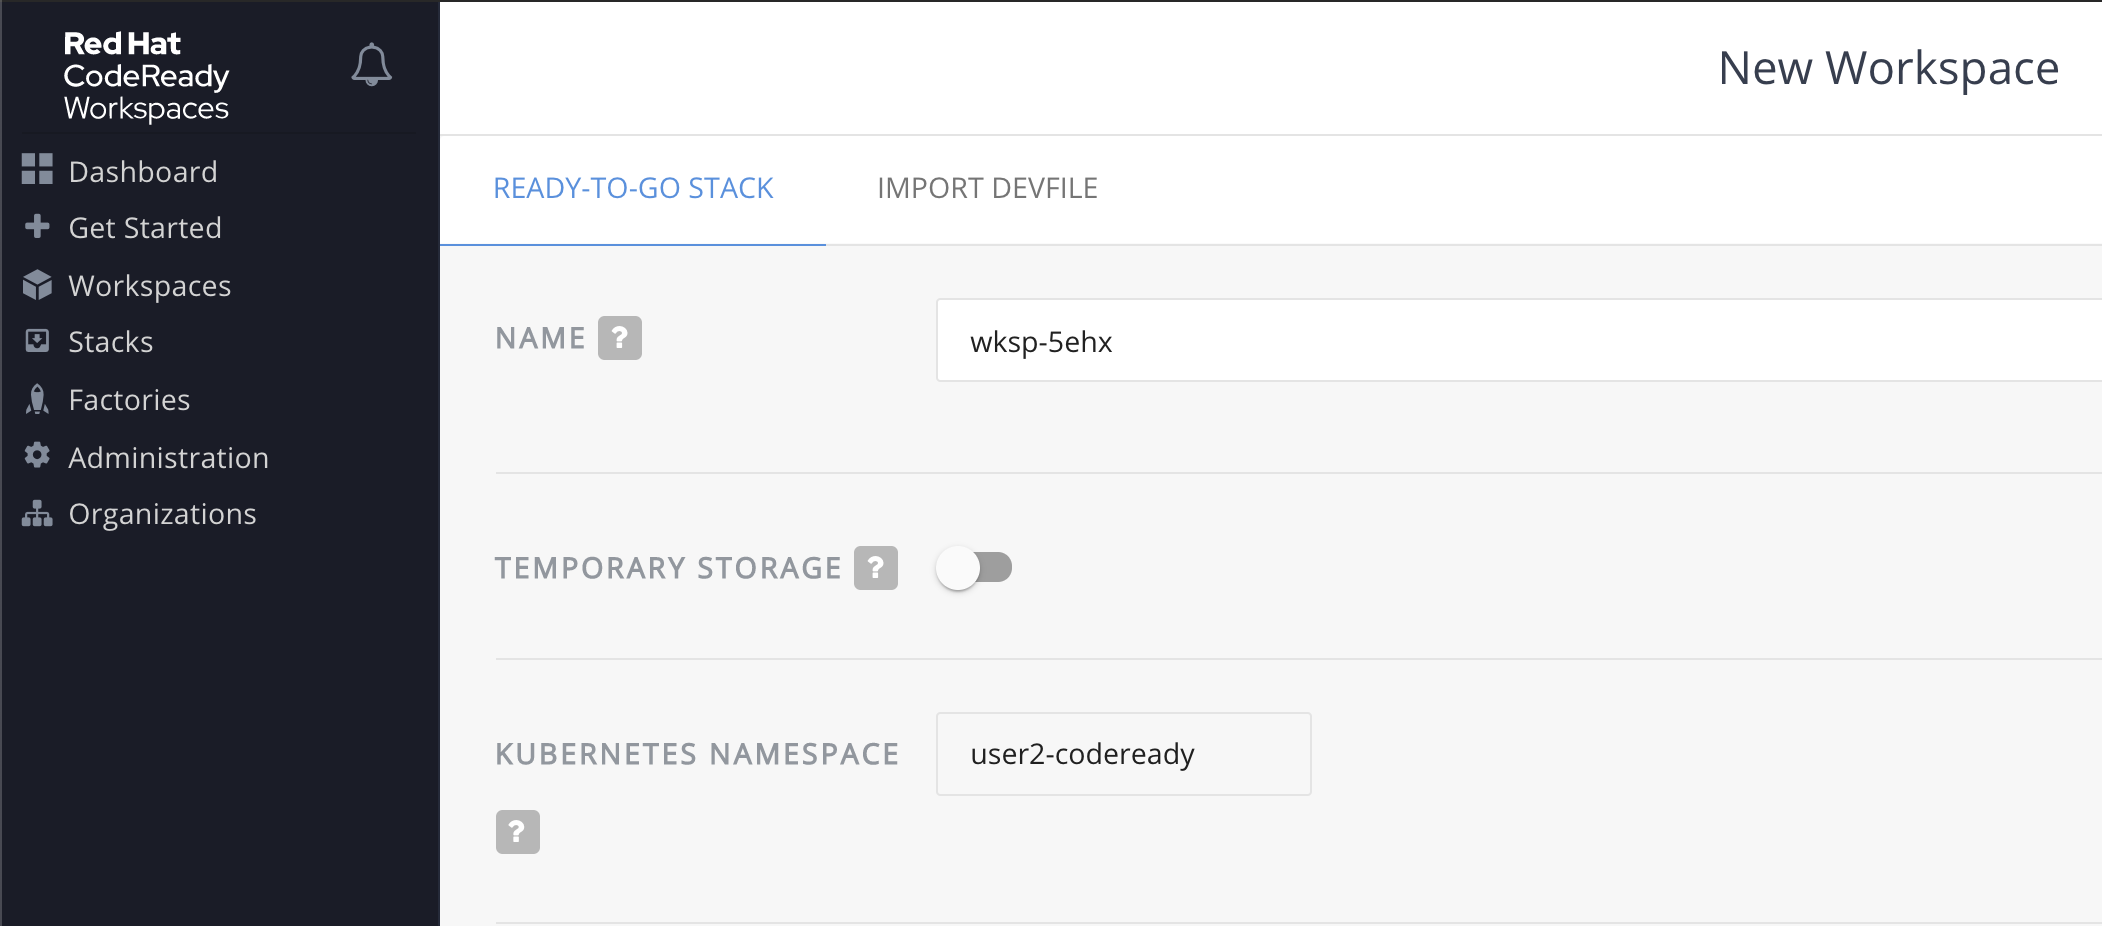 Red Hat
CodeReady
Workspaces
Dashboard
Get Started
Workspaces
Stacks
Factories
Administration
Organizations
New Workspace
READY-TO-GO STACK
IMPORT DEVFILE
NAME ?
wksp-5ehx
TEMPORARY STORAGE ?
KUBERNETES NAMESPACE
?
user2-codeready